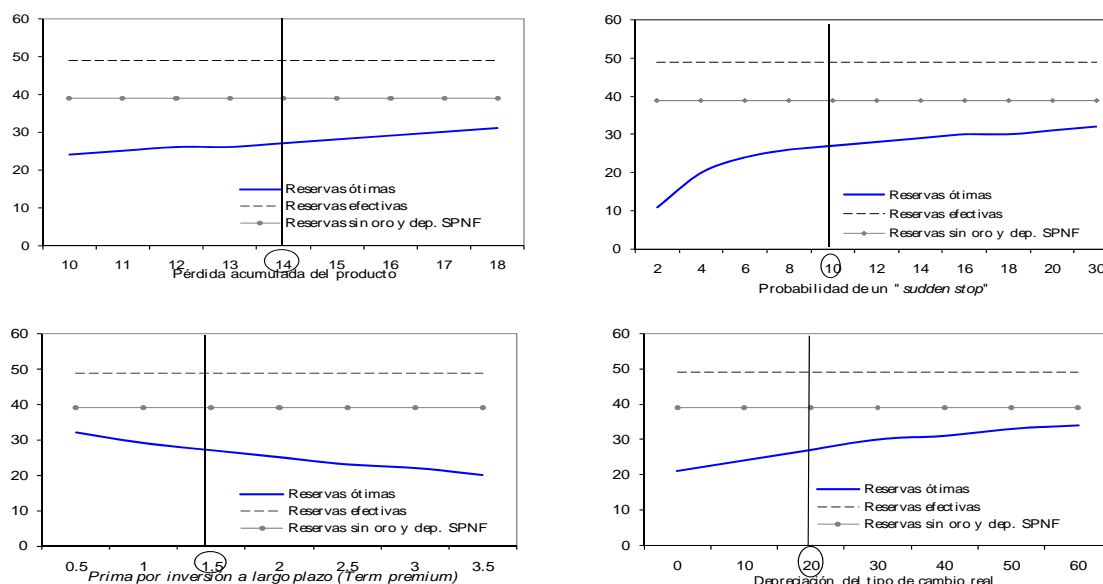 60
50
40
30
20
10
0
Reservas ótimas
Reservas efectivas
Reservas sin oro y dep. SPNF
10 11 12 13 14 15 16 17 18
Pérdida acumulada del producto
60
50
40
30
20
10
0
Reservas ótimas
Reservas efectivas
Reservas sin oro y dep. SPNF
2 4 6 8 10 12 14 16 18 20 30
Probabilidad de un "sudden stop"
60
50
40
30
20
10
0
Reservas ótimas
Reservas efectivas
Reservas sin oro y dep. SPNF
0.5 1 1.5 2 2.5 3 3.5
Prima por inversión a largo plazo (Term premium)
60
50
40
30
20
10
0
Reservas ótimas
Reservas efectivas
Reservas sin oro y dep. SPNF
0 10 20 30 40 50 60
Depreciación del tipo de cambio real